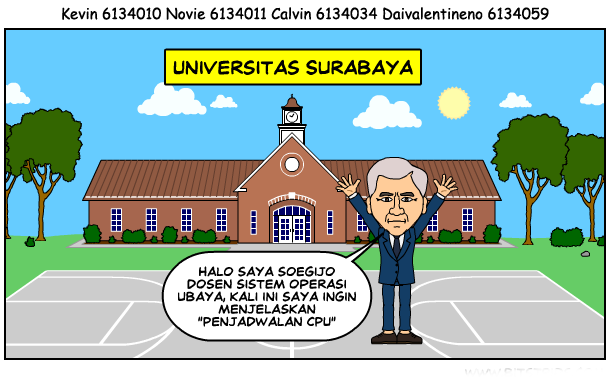 Kevin 6134010 Novie 6134011 Calvin 6134034 Daivalentineno 6134059
UNIVERSITAS SURABAYA
HALO SAYA SOEGIJO
DOSEN SISTEM OPERASI
UBAYA, KALI INI SAYA INGIN
MENJELASKAN
"PENJADWALAN CPU"